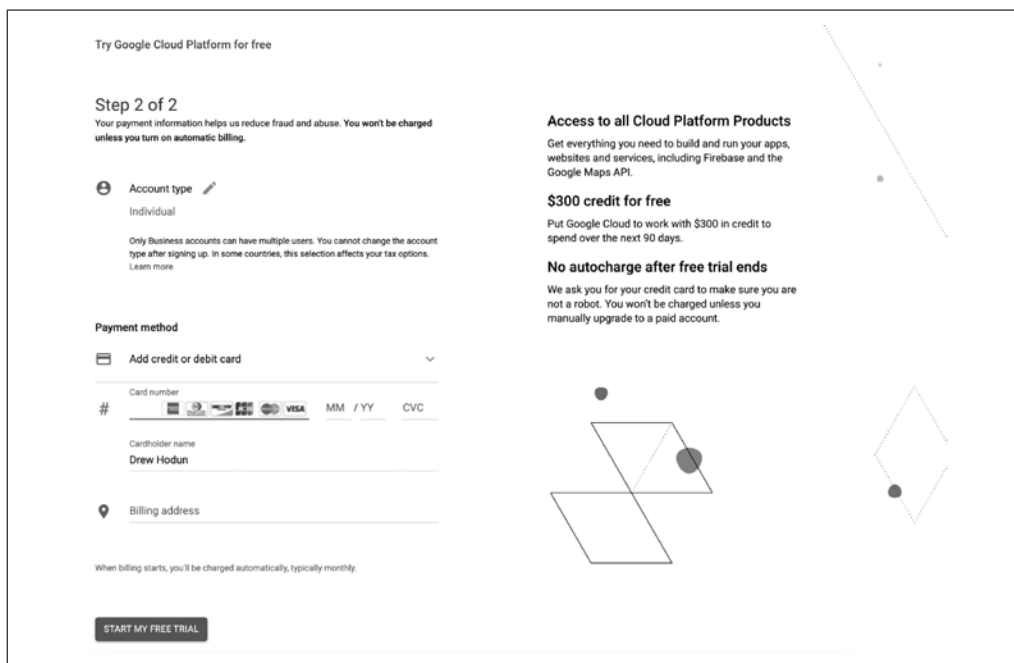 Try Google Cloud Platform for free
Step 2 of 2
Your payment information helps us reduce fraud and abuse. You won't be charged
unless you turn on automatic billing.
Account type
Individual
Only Business accounts can have multiple users. You cannot change the account
type after signing up. In some countries, this selection affects your tax options.
Learn more
Payment method
Add credit or debit card
Card number
# VISA MM / YY CVC
Cardholder name
Drew Hodun
Billing address
When billing starts, you'll be charged automatically, typically monthly.
START MY FREE TRIAL
Access to all Cloud Platform Products
Get everything you need to build and run your apps,
websites and services, including Firebase and the
Google Maps API.
$300 credit for free
Put Google Cloud to work with $300 in credit to
spend over the next 90 days.
No autocharge after free trial ends
We ask you for your credit card to make sure you are
not a robot. You won't be charged unless you
manually upgrade to a paid account.